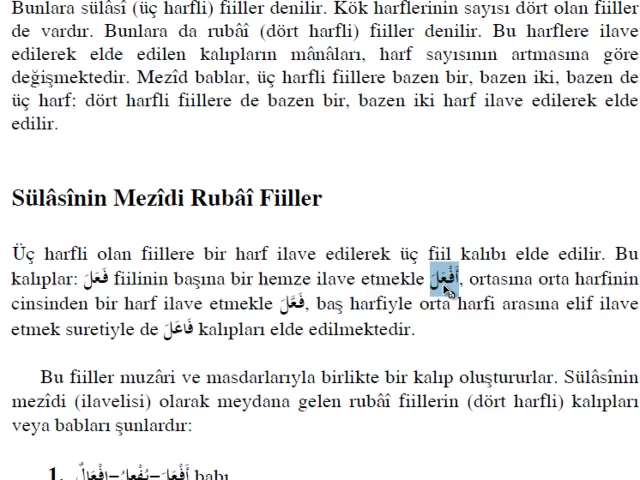 Bunlara sülâsî (üç harfli) fiiller denilir. Kök harflerinin sayısı dört olan fiiller
de vardır. Bunlara da rubâî (dört harfli) fiiller denilir. Bu harflere ilave
edilerek elde edilen kalıpların mânâları, harf sayısının artmasına göre
değişmektedir. Mezîd bablar, üç harfli fiillere bazen bir, bazen iki, bazen de
üç harf; dört harfli fiillere de bazen bir, bazen iki harf ilave edilerek elde
edilir.
Sülâsînin Mezîdi Rubâî Fiiller
Üç harfli olan fiillere bir harf ilave edilerek üç fiil kalıbı elde edilir. Bu
kalıplar: فَعَلَ fiilinin başına bir hemze ilave etmekle أَفْعَلَ, ortasına orta harfinin
cinsinden bir harf ilave etmekle فَعَّلَ, baş harfiyle orta harfi arasına elif ilave
etmek suretiyle de فَاعَلَ kalıpları elde edilmektedir.
Bu fiiller muzâri ve masdarlarıyla birlikte bir kalıp oluştururlar. Sülâsînin
mezîdi (ilavelisi) olarak meydana gelen rubâî fiillerin (dört harfli) kalıpları
veya babları şunlardır:
1. أَفْعَلَ–يُفْعِلُ–إِفْعَالٌ babı